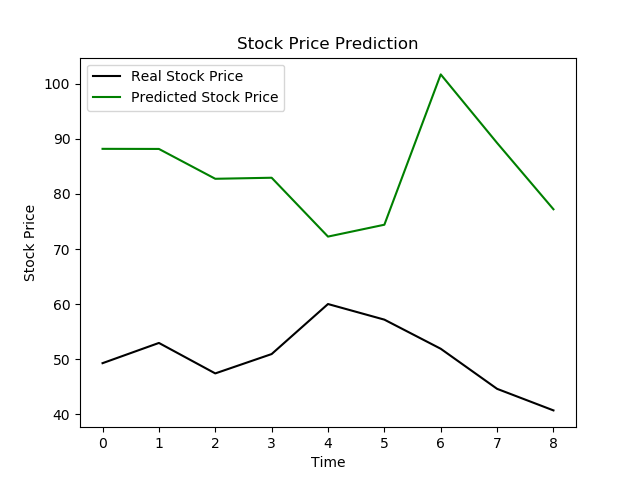 Stock Price Prediction
Real Stock Price
Predicted Stock Price
100
90
80
70
60
50
40
Stock Price
0 1 2 3 4 5 6 7 8
Time